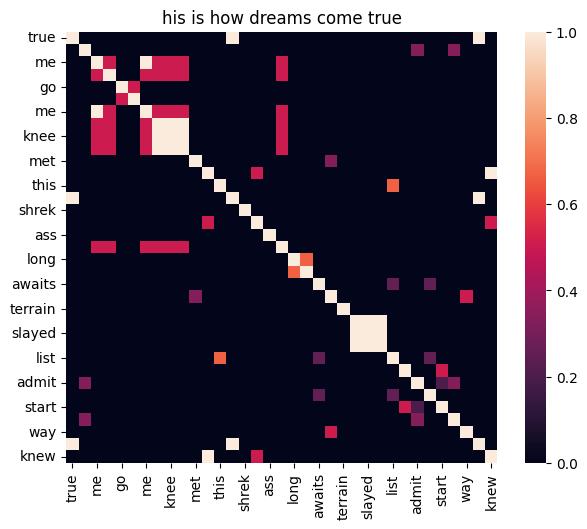 his is how dreams come true
true
me
go
me
knee
met
this
shrek
ass
long
awaits
terrain
slayed
list
admit
start
way
knew
true
me
go
me
knee
met
this
shrek
ass
long
awaits
terrain
slayed
list
admit
start
way
knew
1.0
0.8
0.6
0.4
0.2
0.0